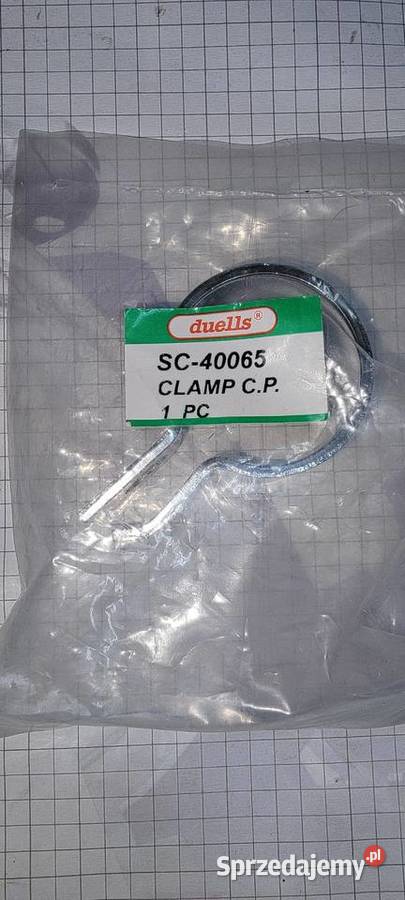 duells®
SC-40065
CLAMP C.P.
1 PC
Sprzedajemy.pl